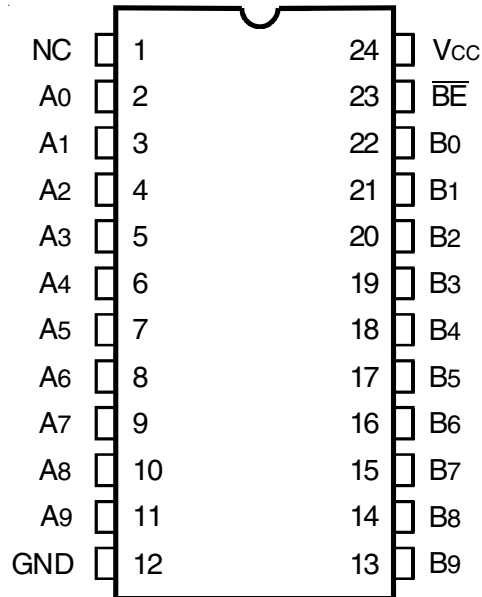 NC 1 24 VCC
A0 2 23 B̅E̅
A1 3 22 B0
A2 4 21 B1
A3 5 20 B2
A4 6 19 B3
A5 7 18 B4
A6 8 17 B5
A7 9 16 B6
A8 10 15 B7
A9 11 14 B8
GND 12 13 B9